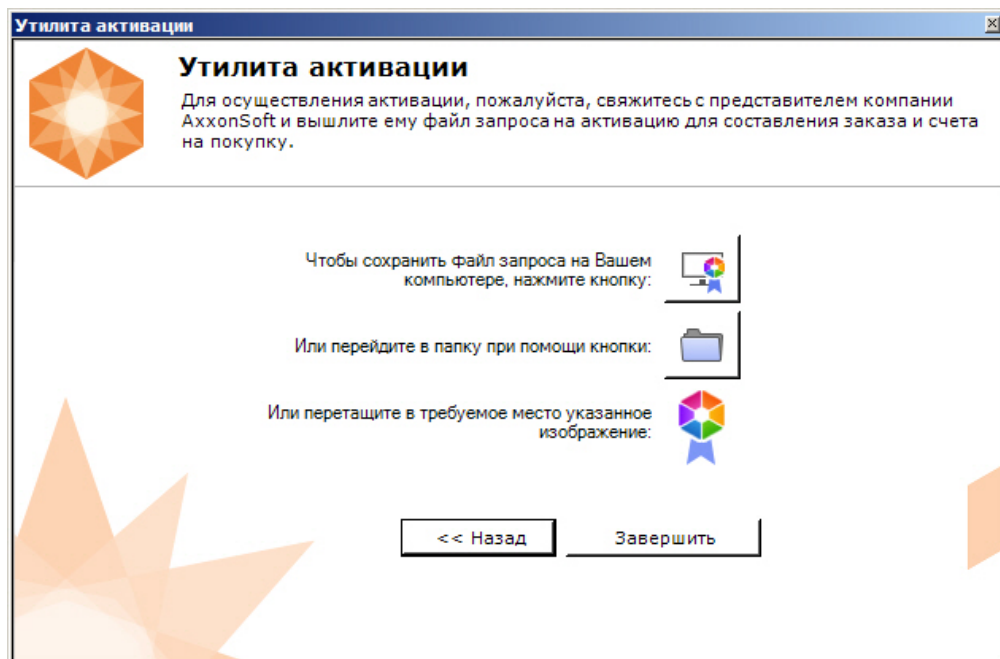 Утилита активации
Утилита активации
Для осуществления активации, пожалуйста, свяжитесь с представителем компании
AxxonSoft и вышлите ему файл запроса на активацию для составления заказа и счета
на покупку.
Чтобы сохранить файл запроса на Вашем
компьютере, нажмите кнопку:
Или перейдите в папку при помощи кнопки:
Или перетащите в требуемое место указанное
изображение:
<< Назад
Завершить